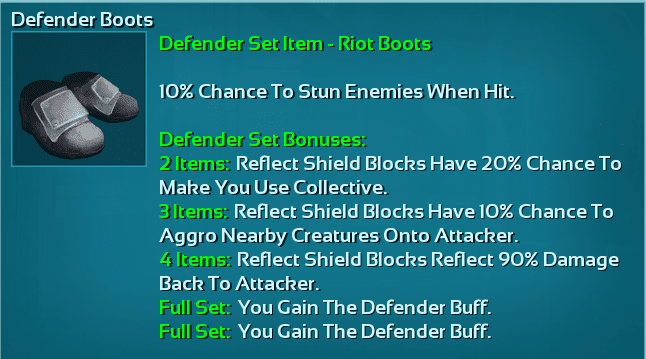 Defender Boots
Defender Set Item - Riot Boots
10% Chance To Stun Enemies When Hit.
Defender Set Bonuses:
2 Items: Reflect Shield Blocks Have 20% Chance To
Make You Use Collective.
3 Items: Reflect Shield Blocks Have 10% Chance To
Aggro Nearby Creatures Onto Attacker.
4 Items: Reflect Shield Blocks Reflect 90% Damage
Back To Attacker.
Full Set: You Gain The Defender Buff.
Full Set: You Gain The Defender Buff.